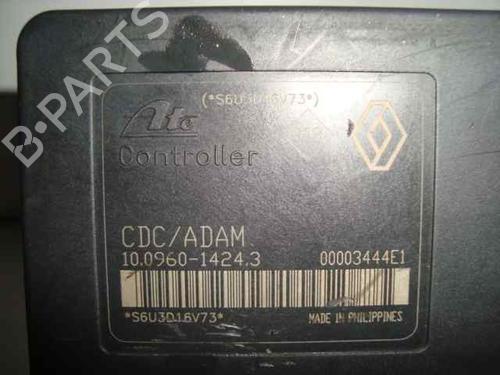 B-PARTS
(*S6U3D16V73*)
Ate
Controller
CDC/ADAM
10.0960-1424.3 00003444E1
*S6U3D16V73*
MADE IN PHILIPPINES